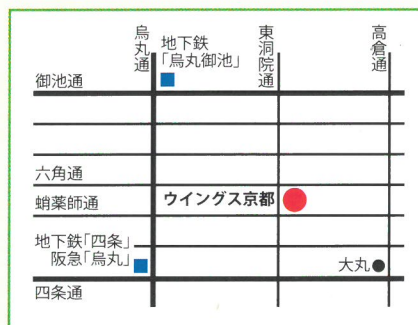 烏丸通
地下鉄
「烏丸御池」
東洞院通
高倉通
御池通
六角通
蛸薬師通
ウイングス京都
地下鉄「四条」
阪急「烏丸」
大丸
四条通